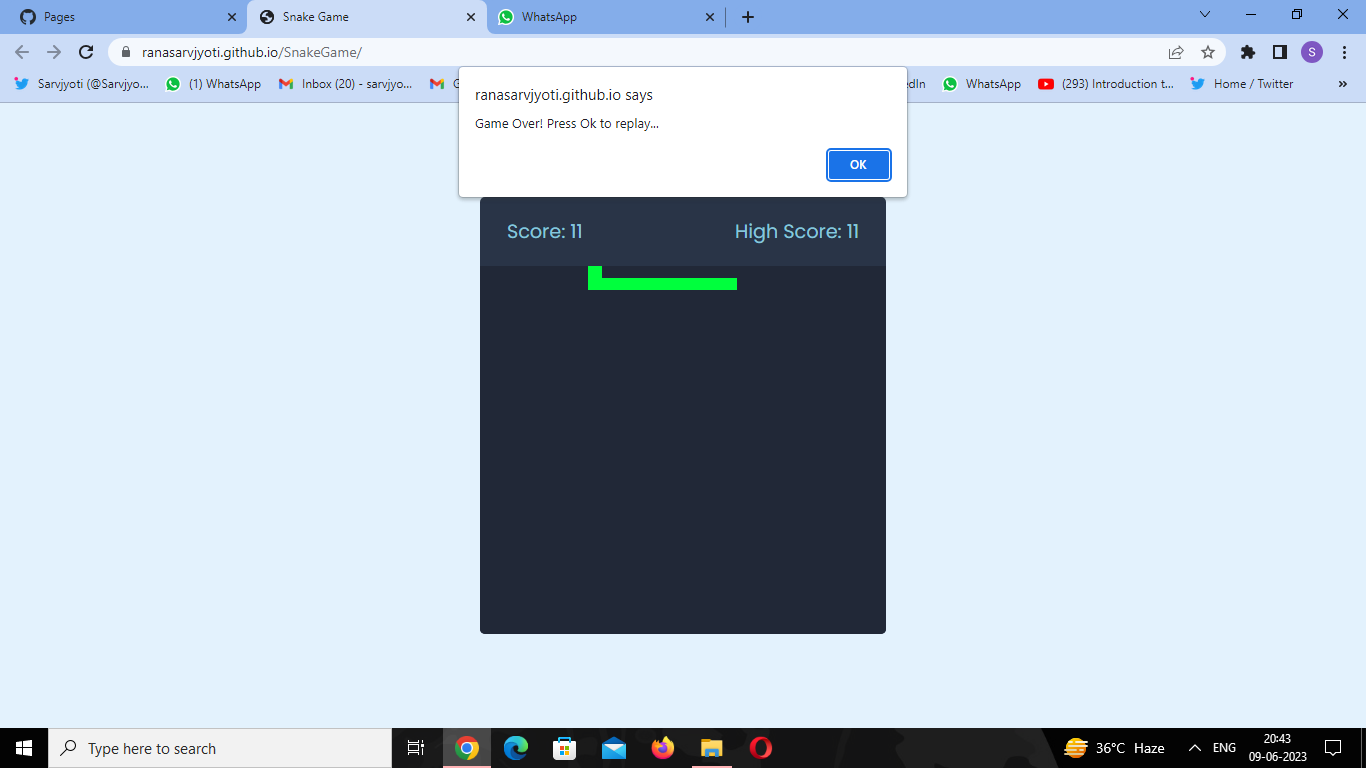 Pages
Snake Game
WhatsApp
ranasarvjyoti.github.io/SnakeGame/
S
Sarvjyoti (@Sarvjyo...
(1) WhatsApp
Inbox (20) - sarvjyo...
G
edIn
WhatsApp
(293) Introduction t...
Home / Twitter
ranasarvjyoti.github.io says
Game Over! Press Ok to replay...
OK
Score: 11
High Score: 11
Type here to search
36°C Haze
ENG
20:43
09-06-2023